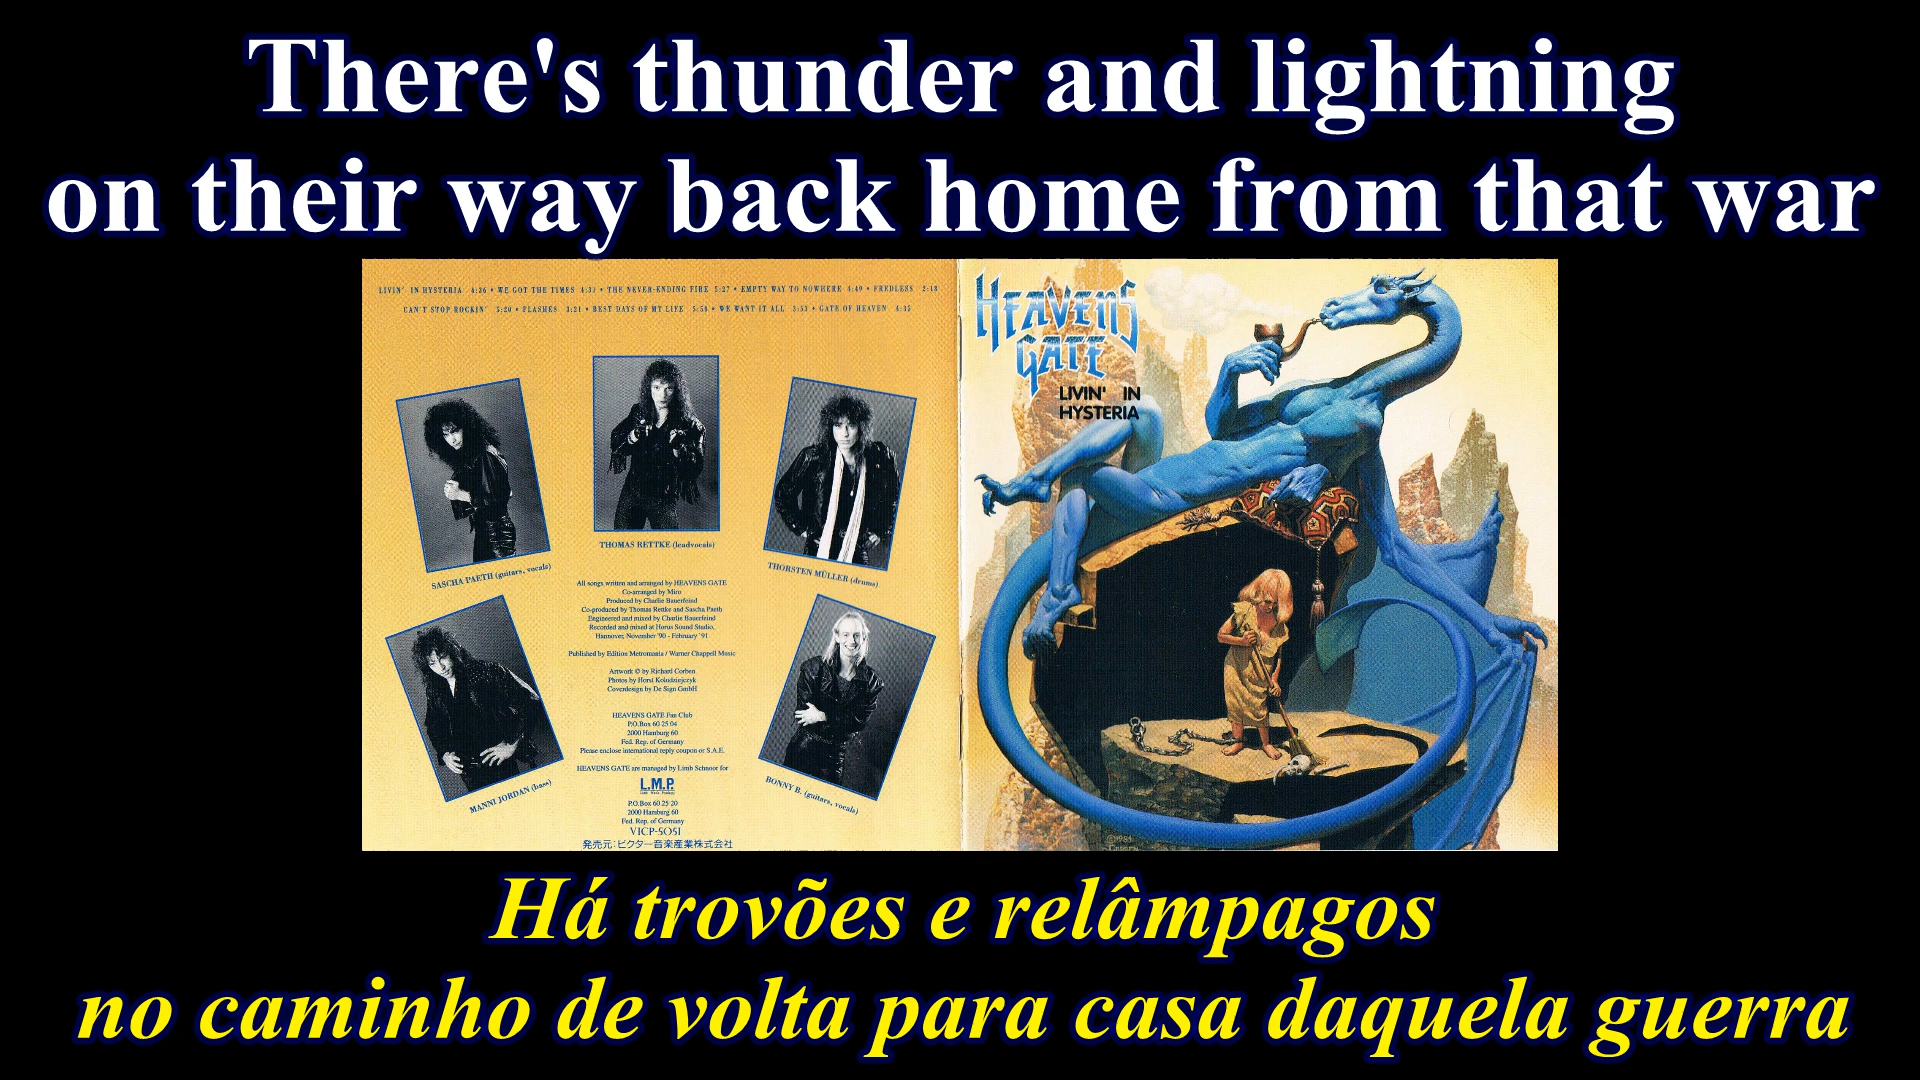 There's thunder and lightning
on their way back home from that war
LIVIN' IN HYSTERIA 4:36 • WE GOT THE TIMES 4:31 • THE NEVER-ENDING FIRE 5:27 • EMPTY WAY TO NOWHERE 4:49 • FREDLESS 2:18
CAN'T STOP ROCKIN' 5:20 • FLASHES 3:21 • BEST DAYS OF MY LIFE 5:58 • WE WANT IT ALL 3:53 • GATE OF HEAVEN 4:35
HEAVENS
GATE
LIVIN' IN
HYSTERIA
THOMAS RETTKE (leadvocals)
SASCHA PAETH (guitars, vocals)
THORSTEN MÜLLER (drums)
All songs written and arranged by HEAVENS GATE
Co-arranged by Miro
Produced by Charlie Bauerfeind
Co-produced by Thomas Rettke and Sascha Paeth
Engineered and mixed by Charlie Bauerfeind
Recorded and mixed at Horus Sound Studio,
Hannover, November '90 - February '91
Published by Edition Metromania / Warner Chappell Music
Artwork © by Richard Corben
Photos by Horst Kolodziejczyk
Coverdesign by De Sign GmbH
HEAVENS GATE Fan Club
P.O.Box 60 25 04
2000 Hamburg 60
Fed. Rep. of Germany
Please enclose international reply coupon or S.A.E.
HEAVENS GATE are managed by Limb Schnoor for
L.M.P.
MANNI JORDAN (bass)
BONNY B. (guitars, vocals)
P.O.Box 60 25 20
2000 Hamburg 60
Fed. Rep. of Germany
VICP-5051
発売元:ビクター音楽産業株式会社
Há trovões e relâmpagos
no caminho de volta para casa daquela guerra